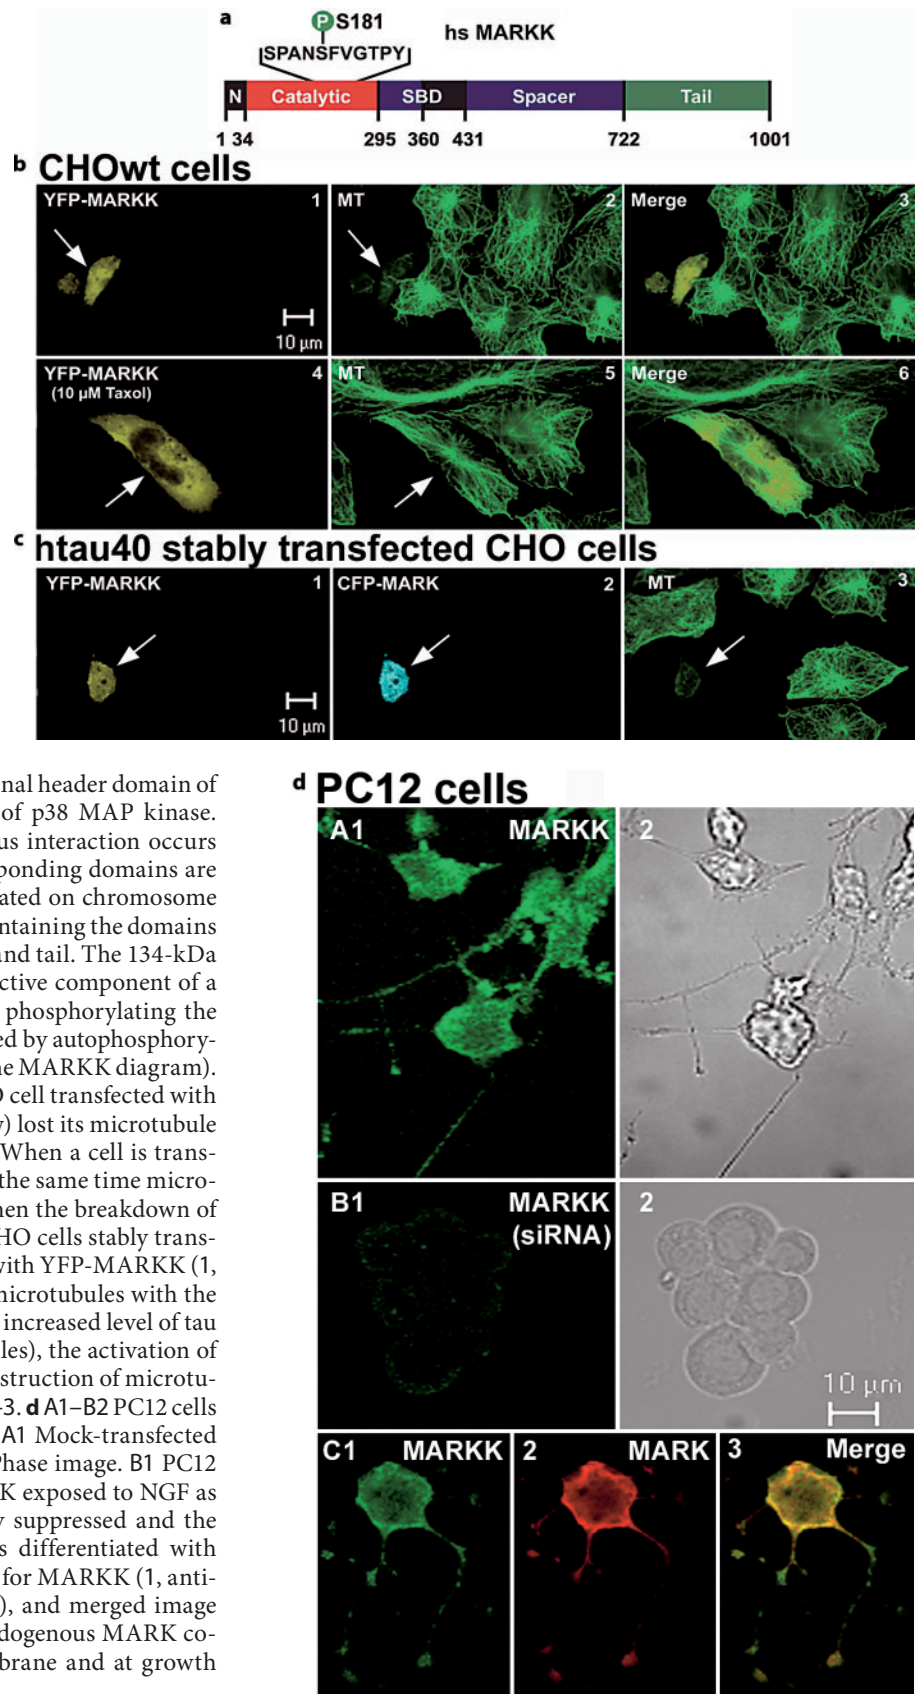 a
P S181
hs MARKK
SPANSFVGTPY
N Catalytic SBD Spacer Tail
1 34 295 360 431 722 1001
b CHOwt cells
YFP-MARKK 1 MT 2 Merge 3
10 µm
YFP-MARKK 4 MT 5 Merge 6
(10 µM Taxol)
c htau40 stably transfected CHO cells
YFP-MARKK 1 CFP-MARK 2 MT 3
10 µm
nal header domain of
of p38 MAP kinase.
us interaction occurs
ponding domains are
ated on chromosome
ntaining the domains
and tail. The 134-kDa
ctive component of a
phosphorylating the
ed by autophosphory-
ne MARKK diagram).
O cell transfected with
y) lost its microtubule
When a cell is trans-
the same time micro-
nen the breakdown of
HO cells stably trans-
with YFP-MARKK (1,
microtubules with the
increased level of tau
les), the activation of
struction of microtu-
-3. d A1–B2 PC12 cells
A1 Mock-transfected
Phase image. B1 PC12
K exposed to NGF as
y suppressed and the
s differentiated with
for MARKK (1, anti-
), and merged image
dogenous MARK co-
brane and at growth
d PC12 cells
A1 MARKK 2
B1 MARKK 2
(siRNA)
10 µm
C1 MARKK 2 MARK 3 Merge